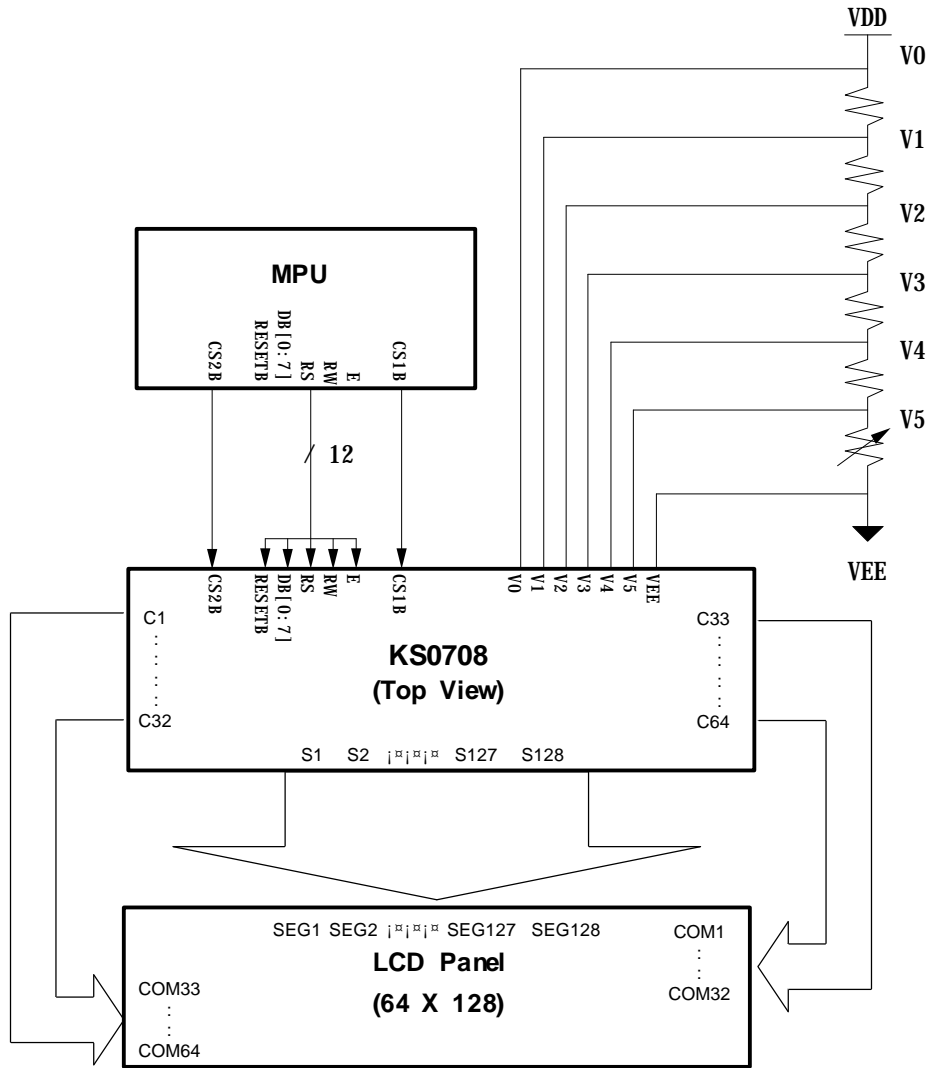 VDD
V0
V1
V2
V3
V4
V5
VEE
MPU
CS2B
RESETB
DB[0:7]
RS
RW
E
CS1B
12
CS2B
RESETB
DB[0:7]
RS
RW
E
CS1B
V0
V1
V2
V3
V4
V5
VEE
C1
C32
KS0708
(Top View)
C33
C64
S1 S2 ¡¤¡¤¡¤ S127 S128
SEG1 SEG2 ¡¤¡¤¡¤ SEG127 SEG128
LCD Panel
(64 X 128)
COM1
COM32
COM33
COM64